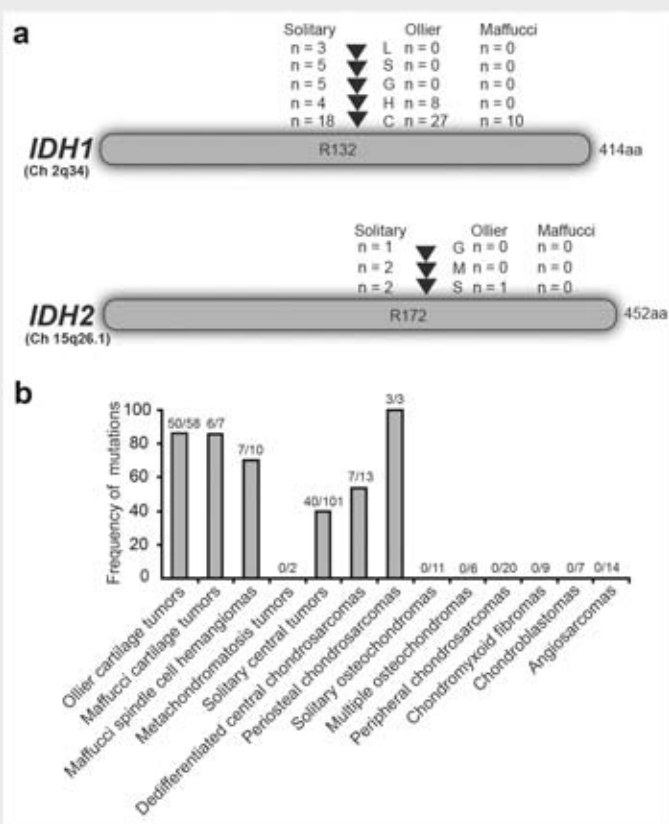 a
Solitary Ollier Maffucci
n = 3 L n = 0 n = 0
n = 5 S n = 0 n = 0
n = 5 G n = 0 n = 0
n = 4 H n = 8 n = 0
n = 18 C n = 27 n = 10
IDH1 R132 414aa
(Ch 2q34)
Solitary Ollier Maffucci
n = 1 G n = 0 n = 0
n = 2 M n = 0 n = 0
n = 2 S n = 1 n = 0
IDH2 R172 452aa
(Ch 15q26.1)
b
Frequency of mutations
100
80
60
40
20
0
50/58 6/7 7/10 0/2 40/101 7/13 3/3 0/11 0/6 0/20 0/9 0/7 0/14
Ollier cartilage tumors
Maffucci cartilage tumors
Maffucci spindle cell hemangiomas
Metachondromatosis tumors
Solitary central tumors
Dedifferentiated central chondrosarcomas
Periosteal chondrosarcomas
Solitary osteochondromas
Multiple osteochondromas
Peripheral chondrosarcomas
Chondromyxoid fibromas
Chondroblastomas
Angiosarcomas